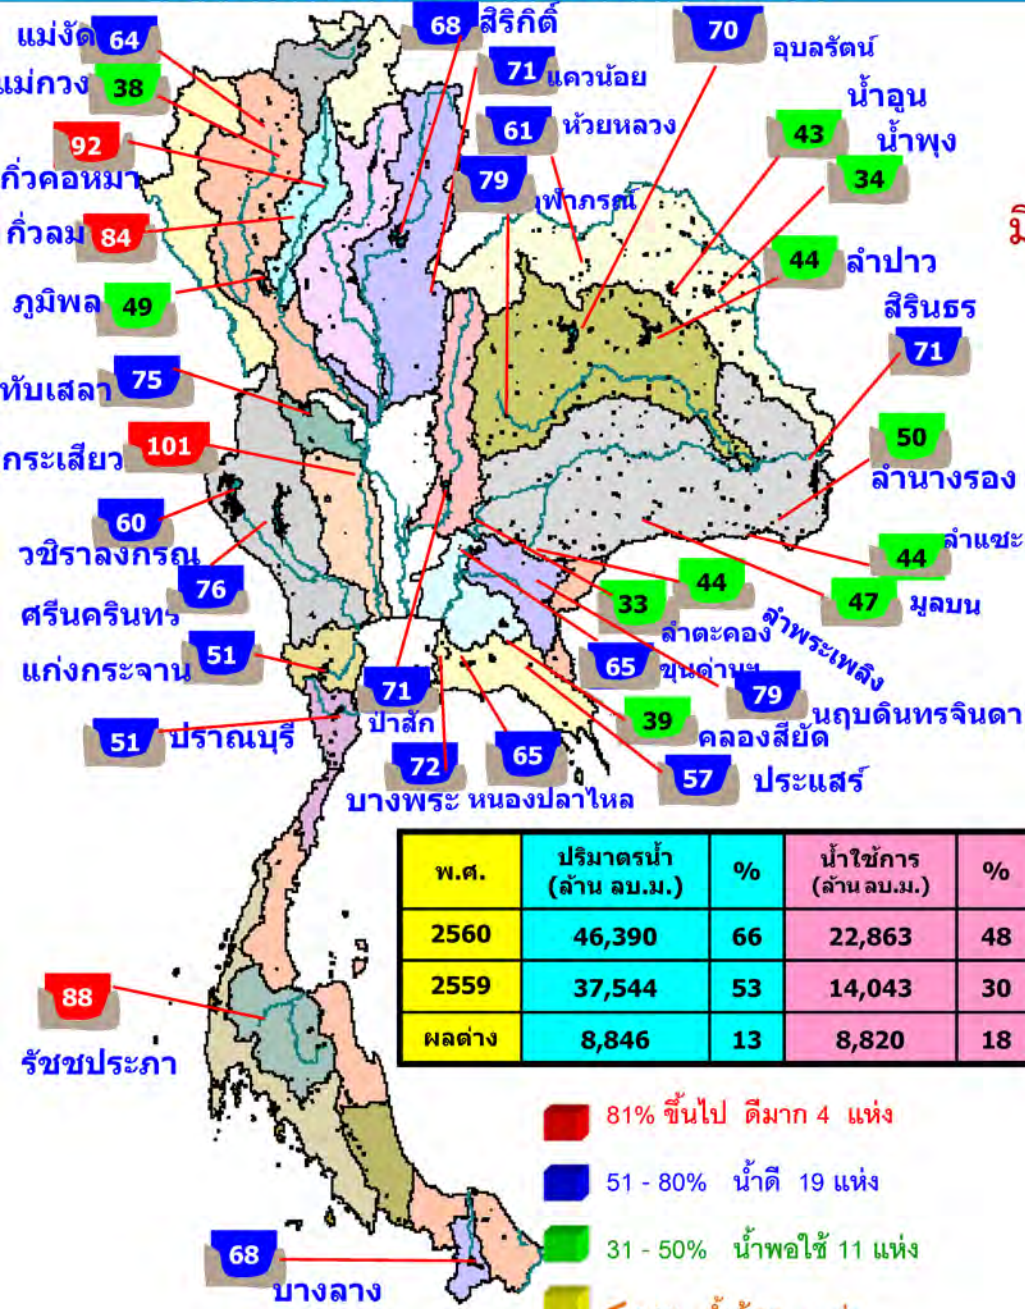 แม่งัด 64
แม่กวง 38
92
กิ่วคอหมา
กิ่วลม 84
ภูมิพล 49
ทับเสลา 75
กระเสียว 101
60
วชิราลงกรณ
76
ศรีนครินทร
แก่งกระจาน 51
51 ปราณบุรี
68 สิริกิติ์
71 แควน้อย
61 ห้วยหลวง
79
ฬาภรณ์
70 อุบลรัตน์
น้ำอูน
43
น้ำพุง
34
44 ลำปาว
สิรินธร
71
50
ลำนางรอง
44 ลำแซะ
47 มูลบน
44
ลำพระเพลิง
33
ลำตะคอง
65 ขุนด่านฯ
79 นฤบดินทรจินดา
39 คลองสียัด
57 ประแสร์
71
ป่าสัก
72
บางพระ
65
หนองปลาไหล
พ.ศ. ปริมาตรน้ำ (ล้าน ลบ.ม.) % น้ำใช้การ (ล้าน ลบ.ม.) %
2560 46,390 66 22,863 48
2559 37,544 53 14,043 30
ผลต่าง 8,846 13 8,820 18
88
รัชชประภา
81% ขึ้นไป ดีมาก 4 แห่ง
51 - 80% น้ำดี 19 แห่ง
31 - 50% น้ำพอใช้ 11 แห่ง
68
บางลาง